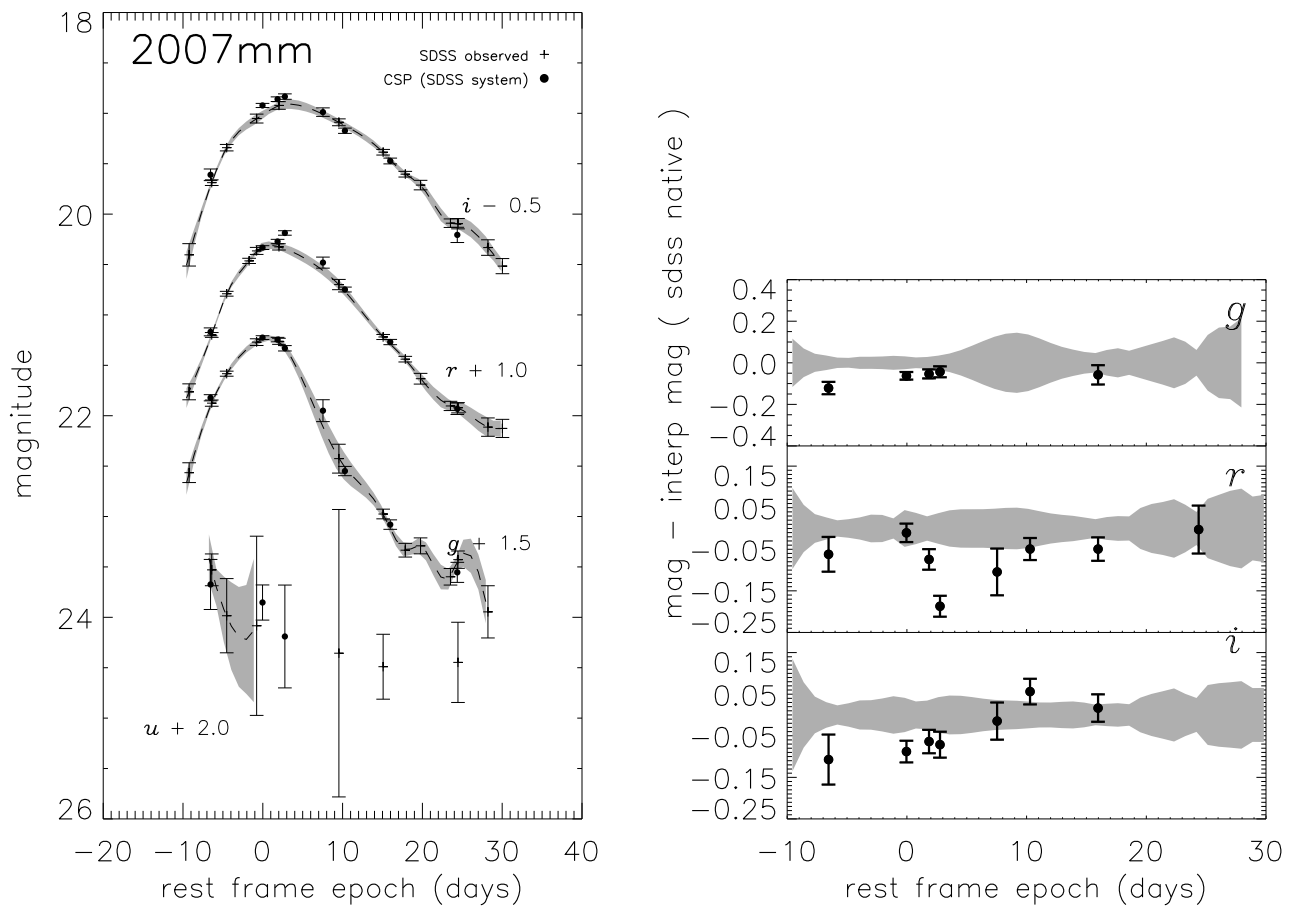 2007mm
SDSS observed +
CSP (SDSS system) ●
18
20
22
24
26
magnitude
i − 0.5
r + 1.0
g + 1.5
u + 2.0
−20 −10 0 10 20 30 40
rest frame epoch (days)
mag − interp mag ( sdss native )
g
0.4
0.2
0.0
−0.2
−0.4
r
0.15
0.05
−0.05
−0.15
−0.25
i
0.15
0.05
−0.05
−0.15
−0.25
−10 0 10 20 30
rest frame epoch (days)